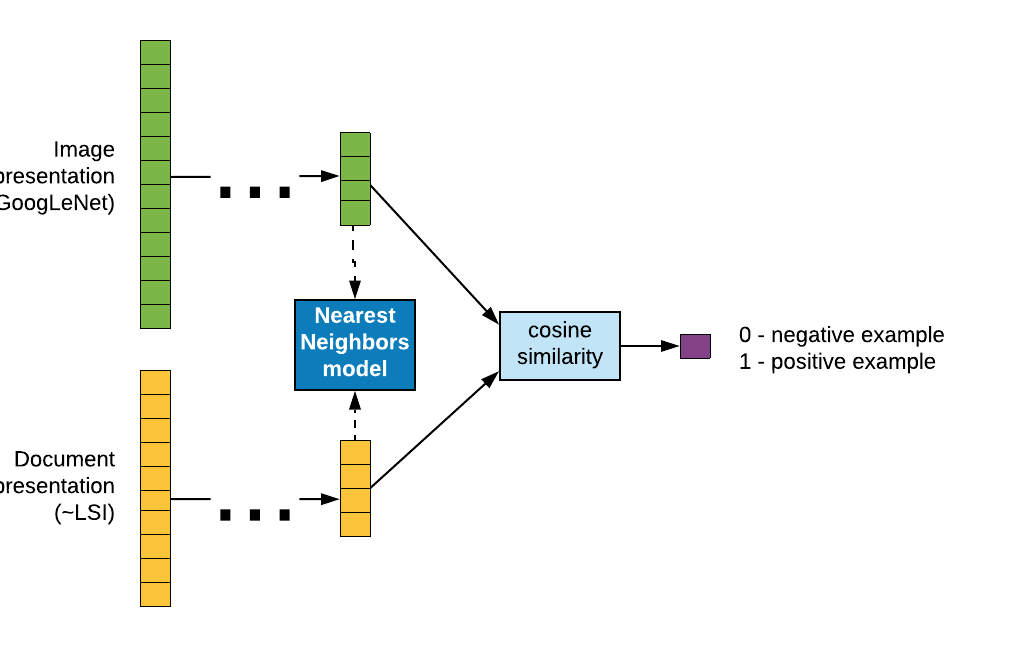 Image
presentation
GoogLeNet)
Nearest
Neighbors
model
cosine
similarity
0 - negative example
1 - positive example
Document
presentation
(~LSI)